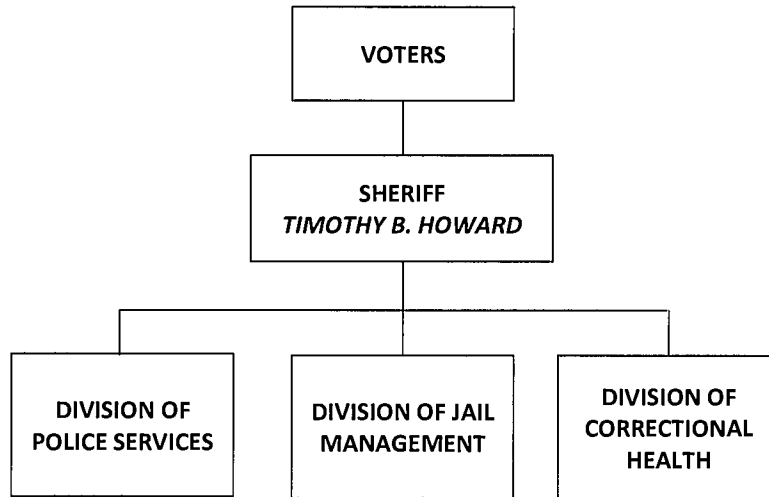 VOTERS
SHERIFF
TIMOTHY B. HOWARD
DIVISION OF
POLICE SERVICES
DIVISION OF JAIL
MANAGEMENT
DIVISION OF
CORRECTIONAL
HEALTH